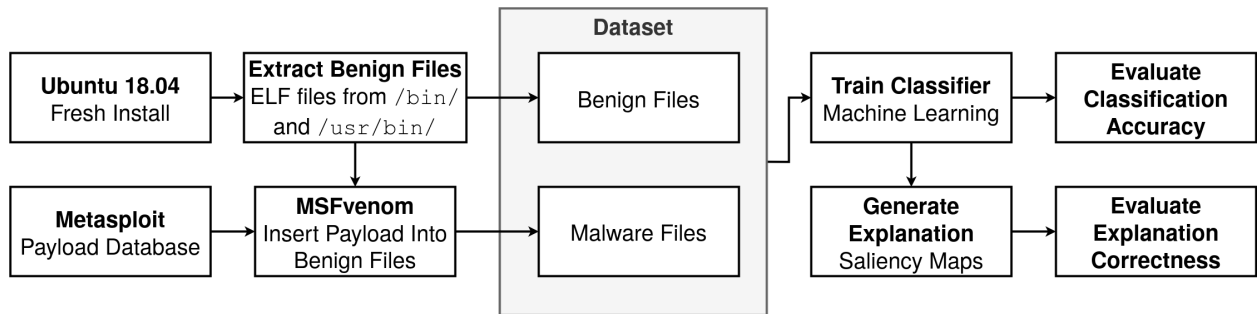 Dataset
Ubuntu 18.04
Fresh Install
Extract Benign Files
ELF files from /bin/
and /usr/bin/
Benign Files
Train Classifier
Machine Learning
Evaluate
Classification
Accuracy
Metasploit
Payload Database
MSFvenom
Insert Payload Into
Benign Files
Malware Files
Generate
Explanation
Saliency Maps
Evaluate
Explanation
Correctness